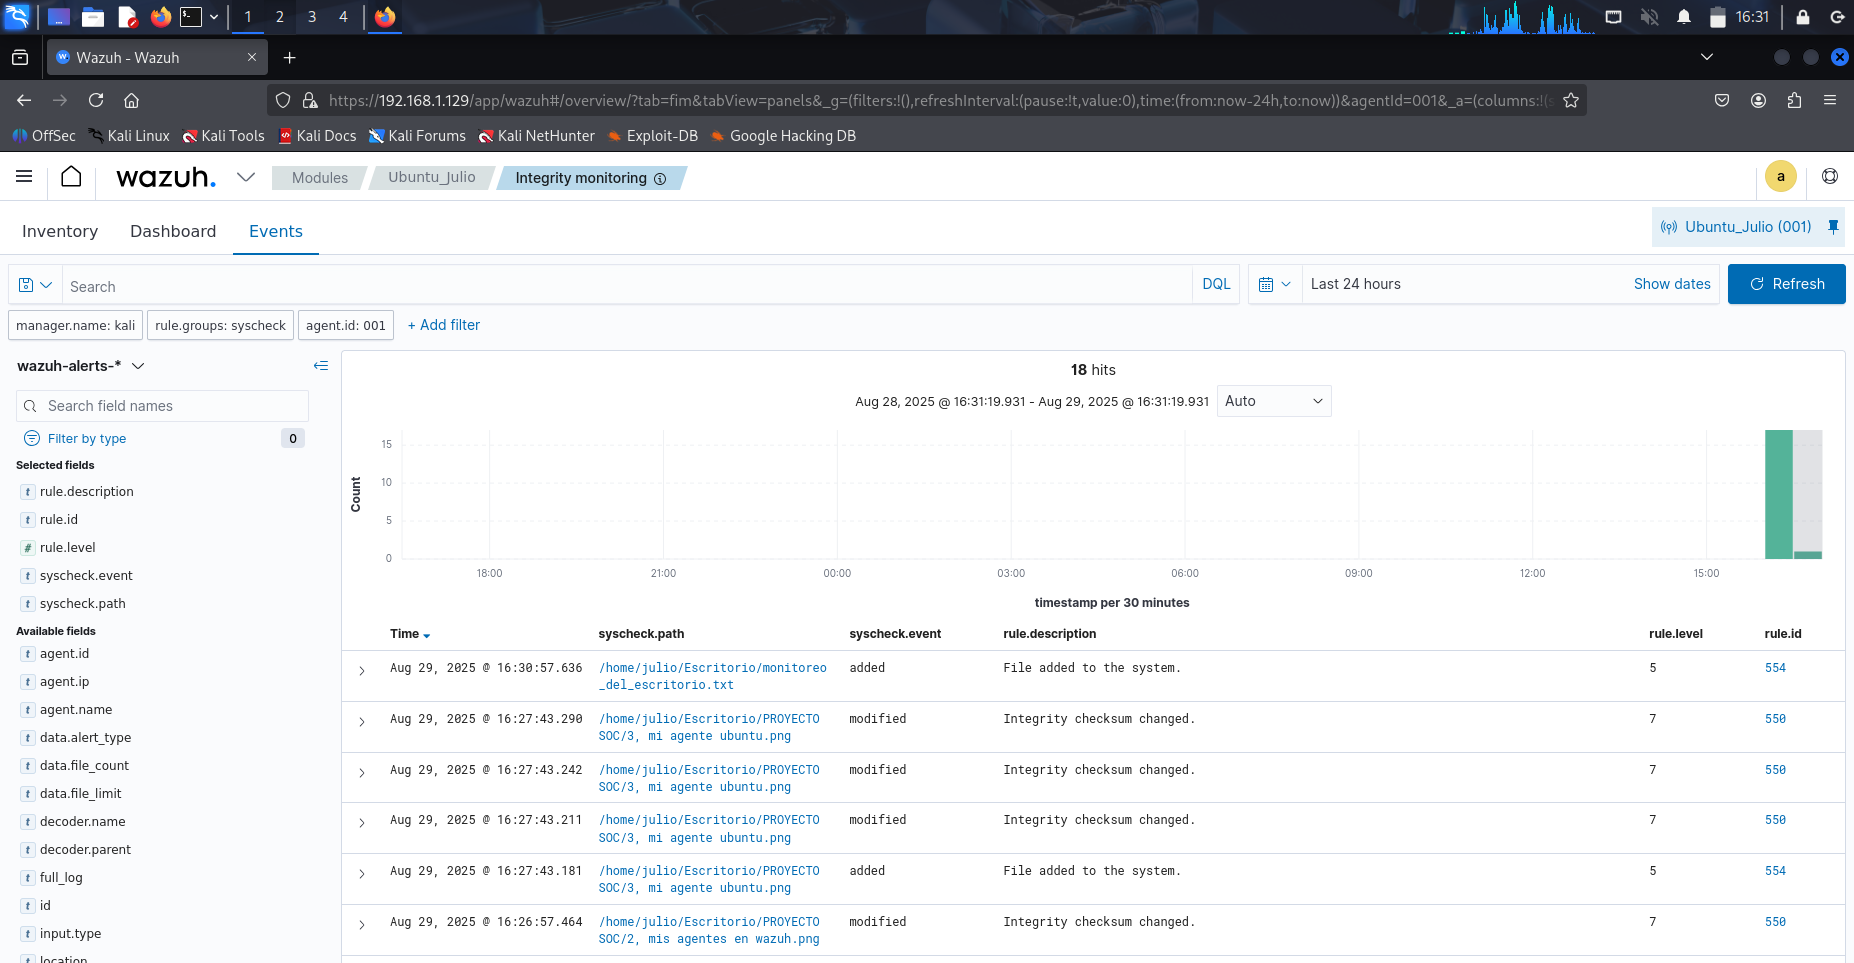 1 2 3 4 16:31
Wazuh - Wazuh
https://192.168.1.129/app/wazuh#/overview/?tab=fim&tabView=panels&_g=(filters:!(),refreshInterval:(pause:!t,value:0),time:(from:now-24h,to:now))&agentId=001&_a=(columns:!(
OffSec Kali Linux Kali Tools Kali Docs Kali Forums Kali NetHunter Exploit-DB Google Hacking DB
wazuh. Modules Ubuntu_Julio Integrity monitoring a
Inventory Dashboard Events Ubuntu_Julio (001)
Search DQL Last 24 hours Show dates Refresh
manager.name: kali rule.groups: syscheck agent.id: 001 + Add filter
wazuh-alerts-*
Search field names
Filter by type 0
Selected fields
t rule.description
t rule.id
# rule.level
t syscheck.event
t syscheck.path
Available fields
t agent.id
t agent.ip
t agent.name
t data.alert_type
t data.file_count
t data.file_limit
t decoder.name
t decoder.parent
t full_log
t id
t input.type
location
18 hits
Aug 28, 2025 @ 16:31:19.931 - Aug 29, 2025 @ 16:31:19.931 Auto
Count
15
10
5
0
18:00 21:00 00:00 03:00 06:00 09:00 12:00 15:00
timestamp per 30 minutes
Time syscheck.path syscheck.event rule.description rule.level rule.id
Aug 29, 2025 @ 16:30:57.636 /home/julio/Escritorio/monitoreo added File added to the system. 5 554
_del_escritorio.txt
Aug 29, 2025 @ 16:27:43.290 /home/julio/Escritorio/PROYECTO modified Integrity checksum changed. 7 550
SOC/3, mi agente ubuntu.png
Aug 29, 2025 @ 16:27:43.242 /home/julio/Escritorio/PROYECTO modified Integrity checksum changed. 7 550
SOC/3, mi agente ubuntu.png
Aug 29, 2025 @ 16:27:43.211 /home/julio/Escritorio/PROYECTO modified Integrity checksum changed. 7 550
SOC/3, mi agente ubuntu.png
Aug 29, 2025 @ 16:27:43.181 /home/julio/Escritorio/PROYECTO added File added to the system. 5 554
SOC/3, mi agente ubuntu.png
Aug 29, 2025 @ 16:26:57.464 /home/julio/Escritorio/PROYECTO modified Integrity checksum changed. 7 550
SOC/2, mis agentes en wazuh.png